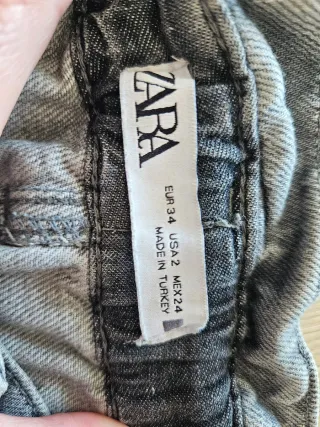 ZARA
EUR 34 USA 2 MEX 24
MADE IN TURKEY